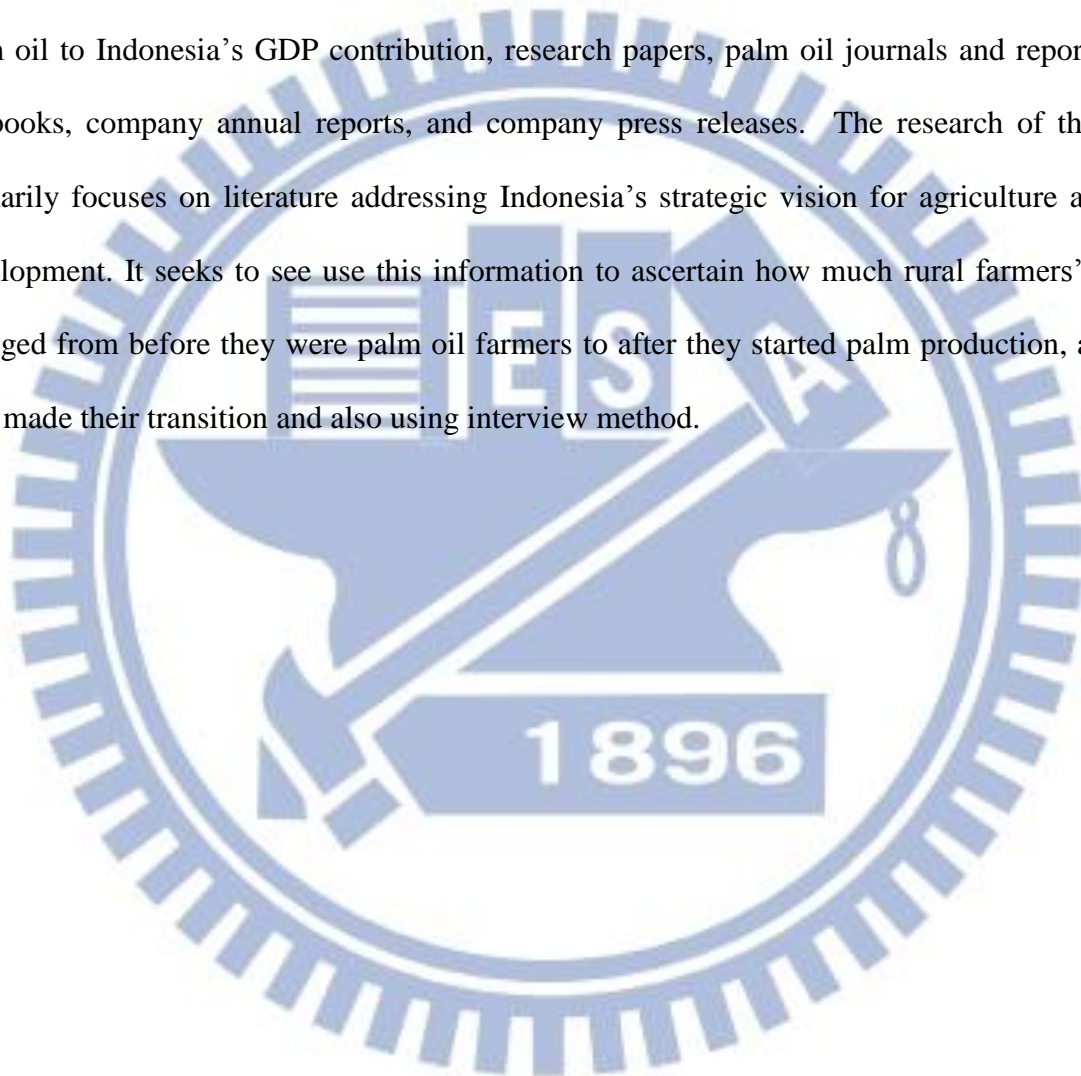 oil to Indonesia’s GDP contribution, research papers, palm oil journals and repor
ooks, company annual reports, and company press releases. The research of th
arily focuses on literature addressing Indonesia’s strategic vision for agriculture a
lopment. It seeks to see use this information to ascertain how much rural farmers’
ged from before they were palm oil farmers to after they started palm production, a
made their transition and also using interview method.
E S A
1896